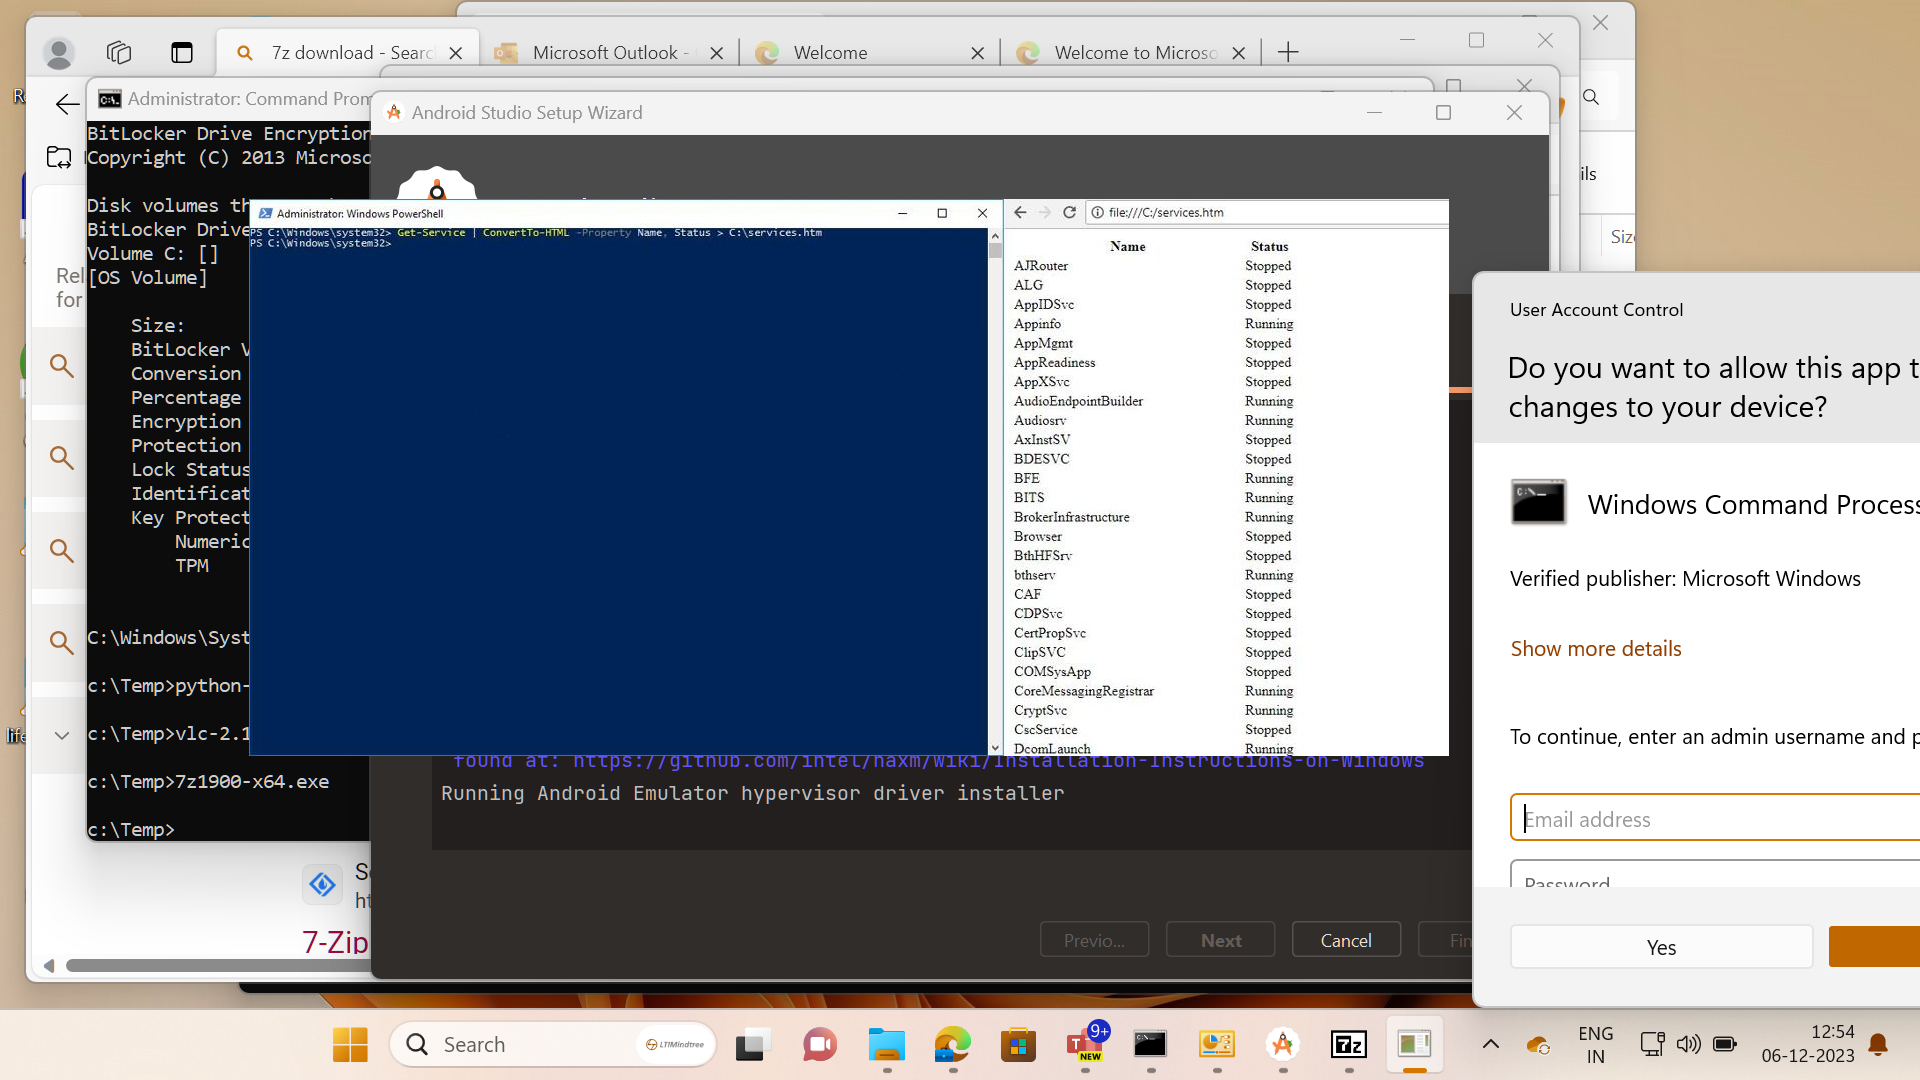 7z download - Searc
Microsoft Outlook -
Welcome
Welcome to Microso
Administrator: Command Prom
BitLocker Drive Encryption
Copyright (C) 2013 Microso
Disk volumes th
BitLocker Drive
Volume C: []
[OS Volume]
Size:
BitLocker V
Conversion
Percentage
Encryption
Protection
Lock Status
Identificat
Key Protect
Numeric
TPM
C:\Windows\Syst
c:\Temp>python-
c:\Temp>vlc-2.1
c:\Temp>7z1900-x64.exe
c:\Temp>
Rel
for
life
7-Zip
Android Studio Setup Wizard
Administrator: Windows PowerShell
PS C:\Windows\system32> Get-Service | ConvertTo-HTML -Property Name, Status > C:\services.htm
PS C:\Windows\system32>
file:///C:/services.htm
Name Status
AJRouter Stopped
ALG Stopped
AppIDSvc Stopped
Appinfo Running
AppMgmt Stopped
AppReadiness Stopped
AppXSvc Stopped
AudioEndpointBuilder Running
Audiosrv Running
AxInstSV Stopped
BDESVC Stopped
BFE Running
BITS Running
BrokerInfrastructure Running
Browser Stopped
BthHFSrv Stopped
bthserv Running
CAF Stopped
CDPSvc Stopped
CertPropSvc Stopped
ClipSVC Stopped
COMSysApp Stopped
CoreMessagingRegistrar Running
CryptSvc Running
CscService Stopped
DcomLaunch Running
found at: https://github.com/intel/haxm/wiki/Installation-Instructions-on-Windows
Running Android Emulator hypervisor driver installer
Previo...
Next
Cancel
Fin
ils
Size
User Account Control
Do you want to allow this app t
changes to your device?
Windows Command Process
Verified publisher: Microsoft Windows
Show more details
To continue, enter an admin username and p
Email address
Password
Yes
Search
LTIMindtree
9+
NEW
7z
ENG
IN
12:54
06-12-2023